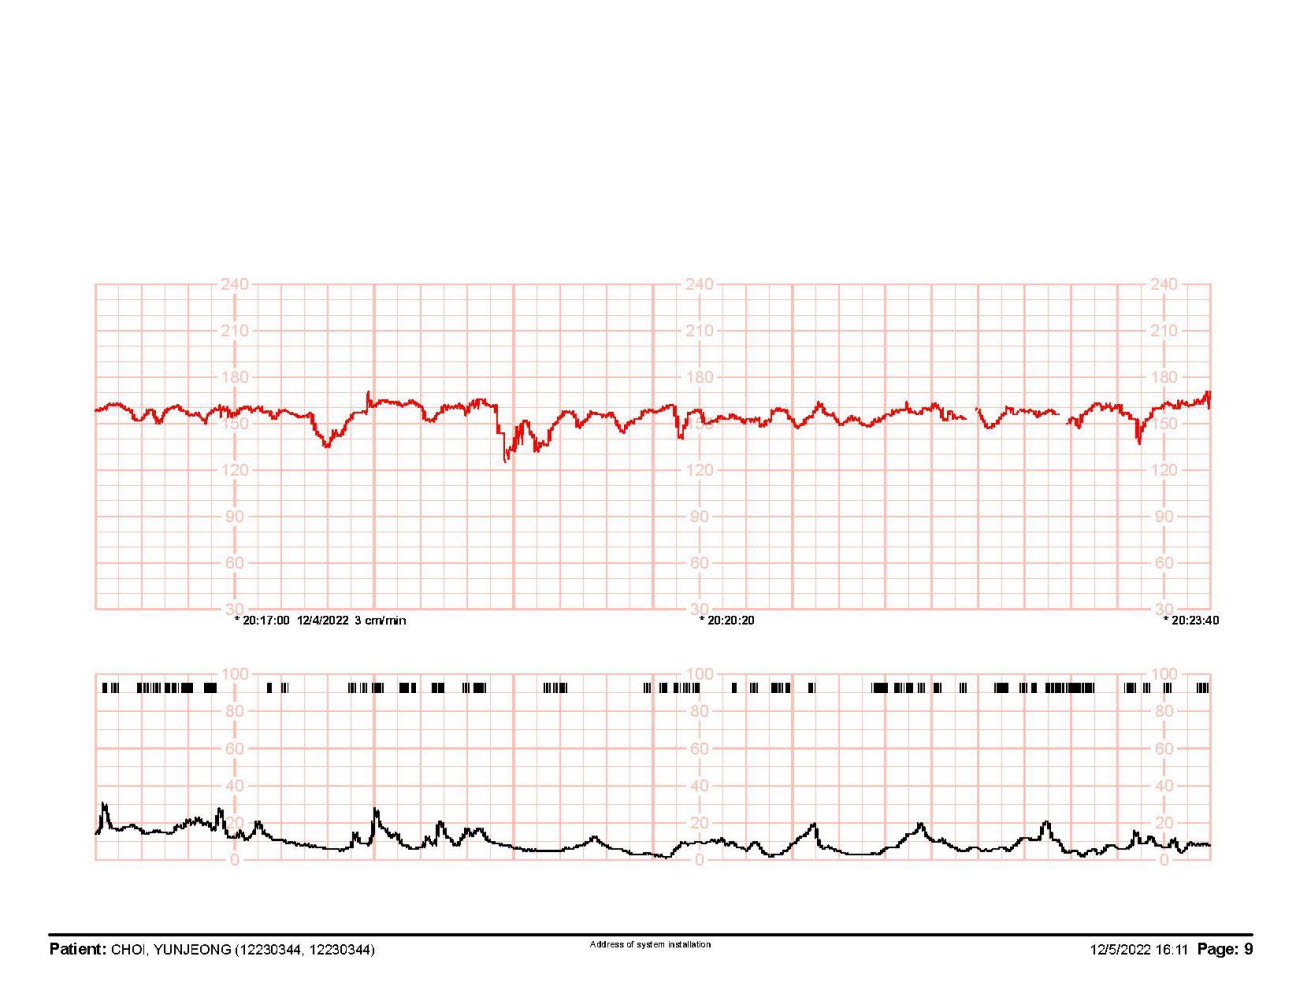 240 240 240
210 210 210
180 180 180
150 150 150
120 120 120
90 90 90
60 60 60
30 30 30
* 20:17:00 12/4/2022 3 cm/min * 20:20:20 * 20:23:40
100 100 100
80 80 80
60 60 60
40 40 40
20 20 20
0 0 0
Patient: CHOI, YUNJEONG (12230344, 12230344) Address of system installation 12/5/2022 16:11 Page: 9